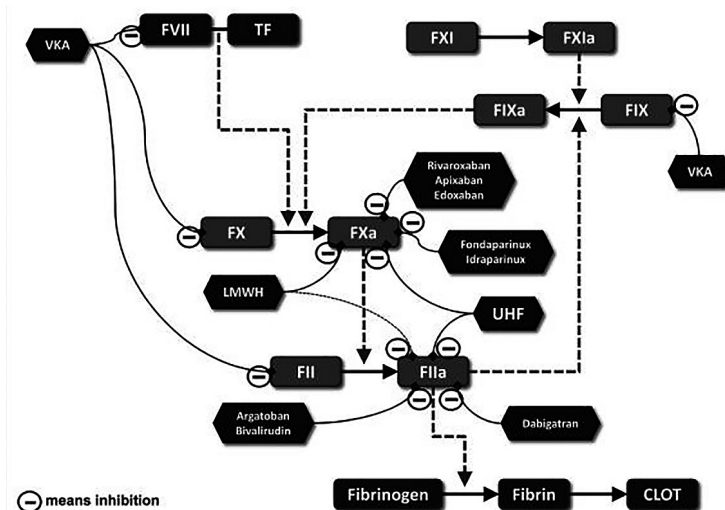 FVII
TF
VKA
FXI
FXIa
FIXa
FIX
VKA
Rivaroxaban
Apixaban
Edoxaban
FX
FXa
Fondaparinux
Idraparinux
LMWH
UHF
FII
FIIa
Argatoban
Bivalirudin
Dabigatran
Fibrinogen
Fibrin
CLOT
means inhibition